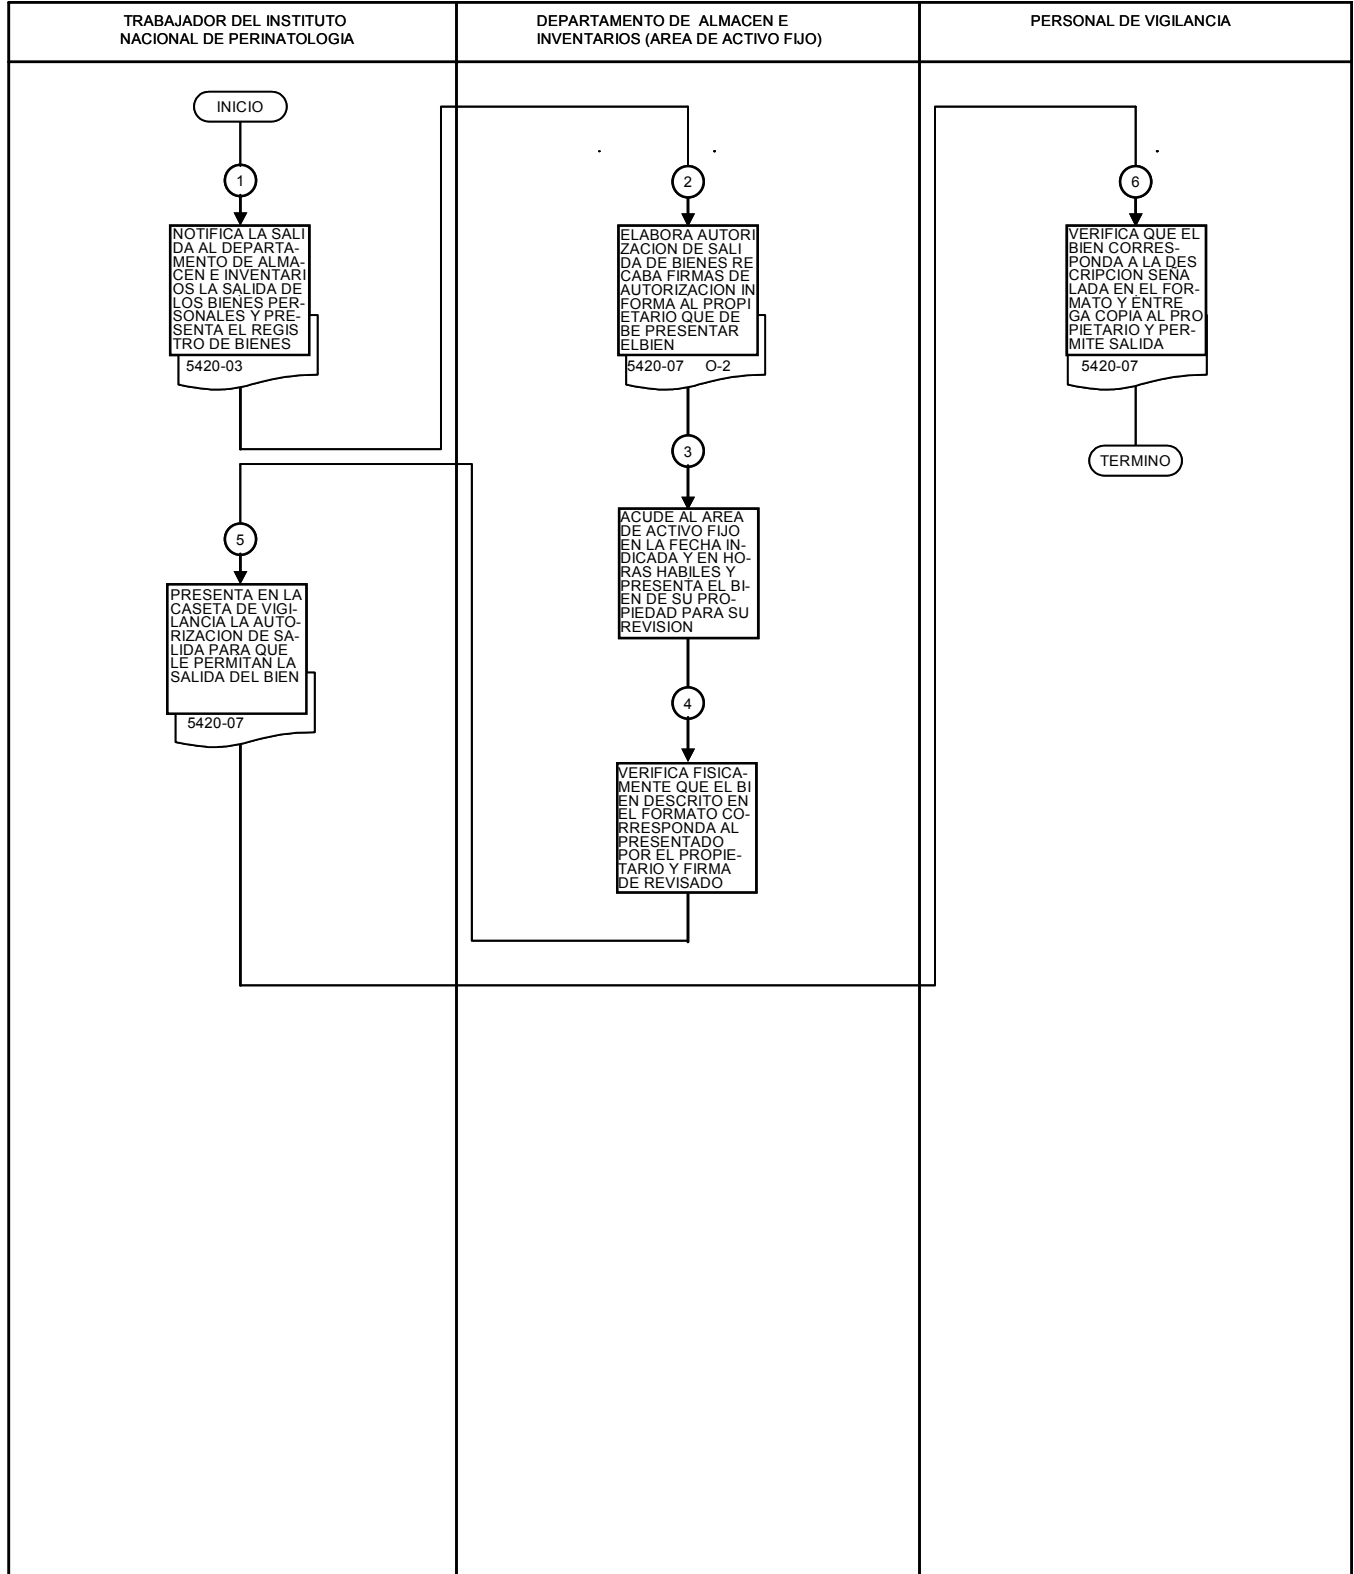 TRABAJADOR DEL INSTITUTO
NACIONAL DE PERINATOLOGIA
DEPARTAMENTO DE ALMACEN E
INVENTARIOS (AREA DE ACTIVO FIJO)
PERSONAL DE VIGILANCIA
INICIO
1
NOTIFICA LA SALI
DA AL DEPARTA-
MENTO DE ALMA-
CEN E INVENTARI
OS LA SALIDA DE
LOS BIENES PER-
SONALES Y PRE-
SENTA EL REGIS
TRO DE BIENES
5420-03
2
ELABORA AUTORI
ZACION DE SALI
DA DE BIENES RE
CABA FIRMAS DE
AUTORIZACION IN
FORMA AL PROPI
ETARIO QUE DE
BE PRESENTAR
ELBIEN
5420-07 O-2
3
ACUDE AL AREA
DE ACTIVO FIJO
EN LA FECHA IN-
DICADA Y EN HO-
RAS HABILES Y
PRESENTA EL BI-
EN DE SU PRO-
PIEDAD PARA SU
REVISION
4
VERIFICA FISICA-
MENTE QUE EL BI
EN DESCRITO EN
EL FORMATO CO-
RRESPONDA AL
PRESENTADO
POR EL PROPIE-
TARIO Y FIRMA
DE REVISADO
5
PRESENTA EN LA
CASETA DE VIGI-
LANCIA LA AUTO-
RIZACION DE SA-
LIDA PARA QUE
LE PERMITAN LA
SALIDA DEL BIEN
5420-07
6
VERIFICA QUE EL
BIEN CORRES-
PONDA A LA DES
CRIPCION SEÑA
LADA EN EL FOR-
MATO Y ENTRE
GA COPIA AL PRO
PIETARIO Y PER-
MITE SALIDA
5420-07
TERMINO